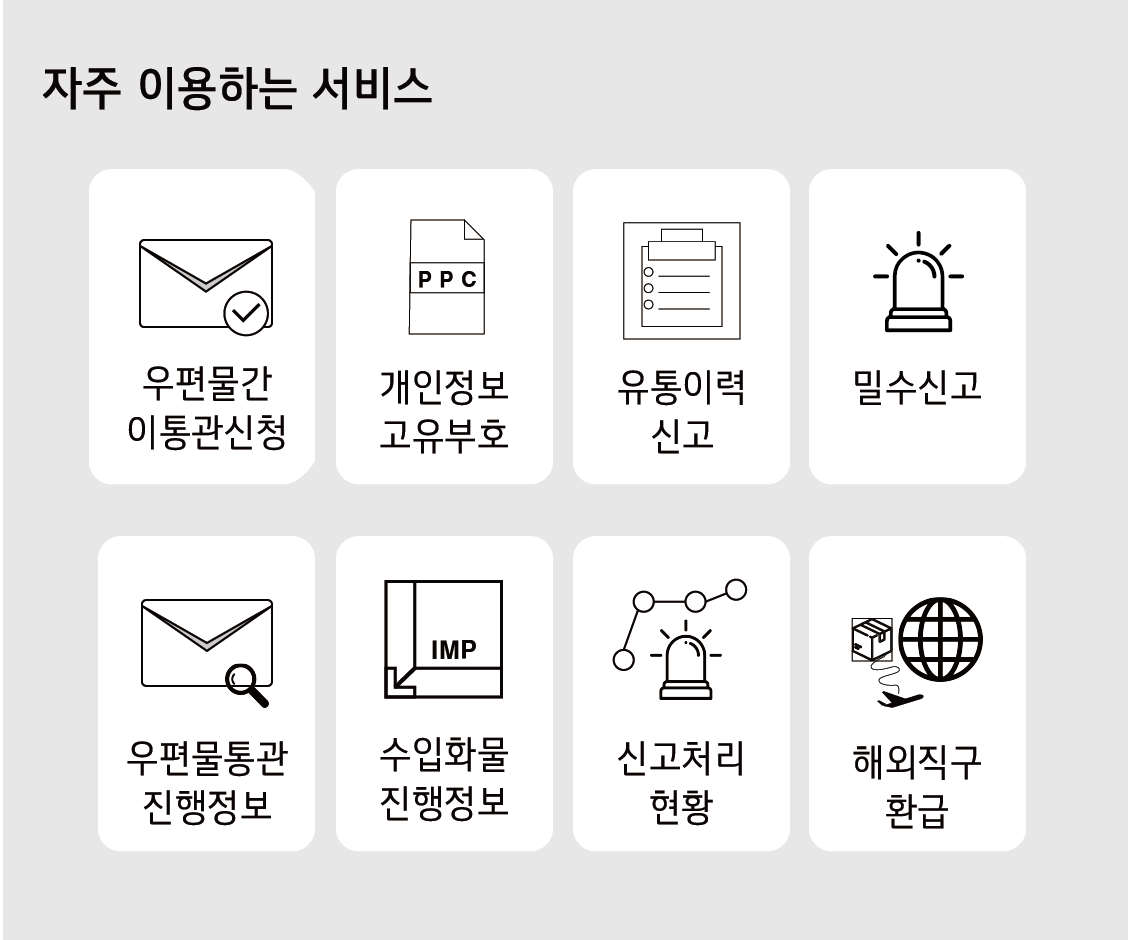 자주 이용하는 서비스
우편물간
이통관신청
PPC
개인정보
고유부호
유통이력
신고
밀수신고
우편물통관
진행정보
IMP
수입화물
진행정보
신고처리
현황
해외직구
환급